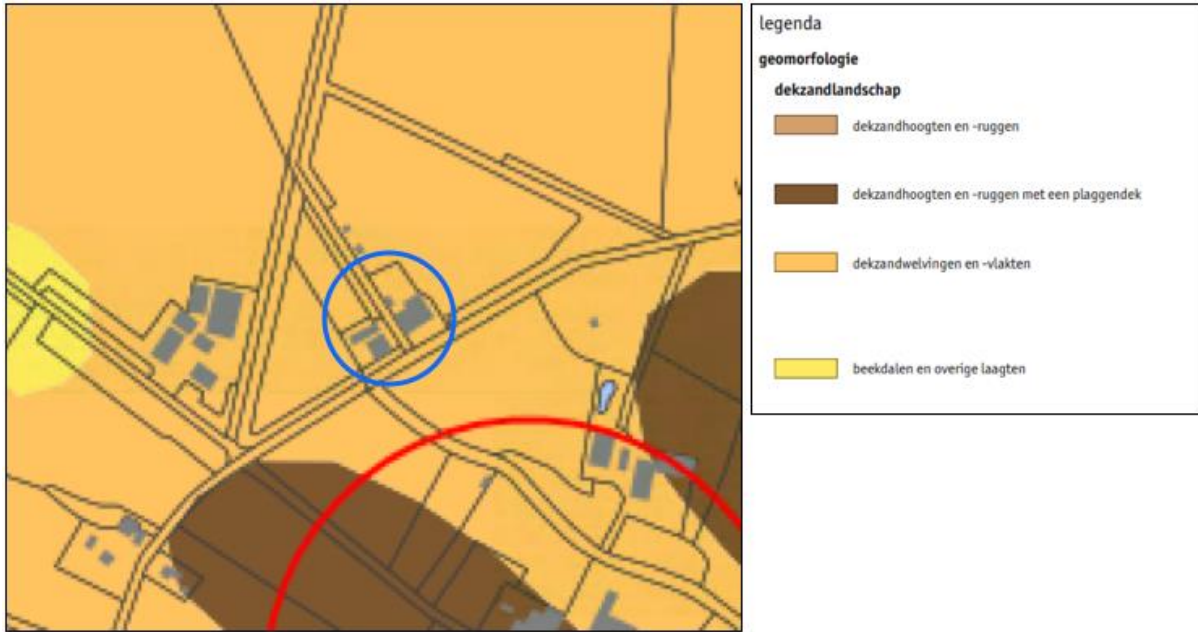 legenda
geomorfologie
dekzandlandschap
dekzandhoogten en -ruggen
dekzandhoogten en -ruggen met een plaggendek
dekzandwelvingen en -vlakten
beekdalen en overige laagten